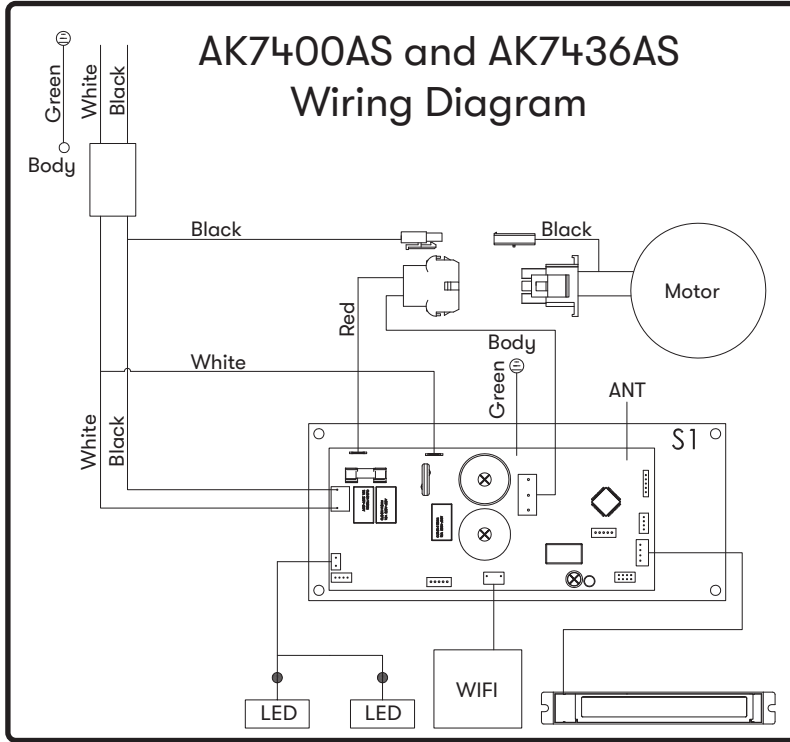 AK7400AS and AK7436AS
Wiring Diagram
Green
White
Black
Body
Black
Black
Motor
Red
White
Body
Green
ANT
White
Black
S1
LED
LED
WIFI